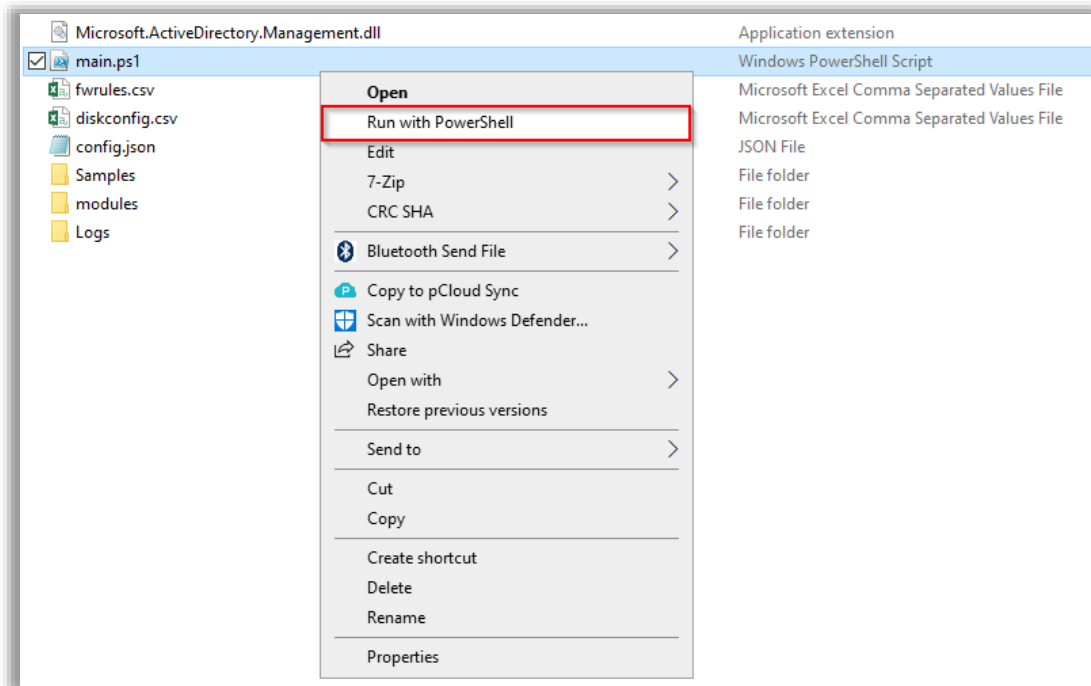 Microsoft.ActiveDirectory.Management.dll Application extension
main.ps1 Windows PowerShell Script
fwrules.csv Microsoft Excel Comma Separated Values File
diskconfig.csv Microsoft Excel Comma Separated Values File
config.json JSON File
Samples File folder
modules File folder
Logs File folder
Open
Run with PowerShell
Edit
7-Zip
CRC SHA
Bluetooth Send File
Copy to pCloud Sync
Scan with Windows Defender...
Share
Open with
Restore previous versions
Send to
Cut
Copy
Create shortcut
Delete
Rename
Properties